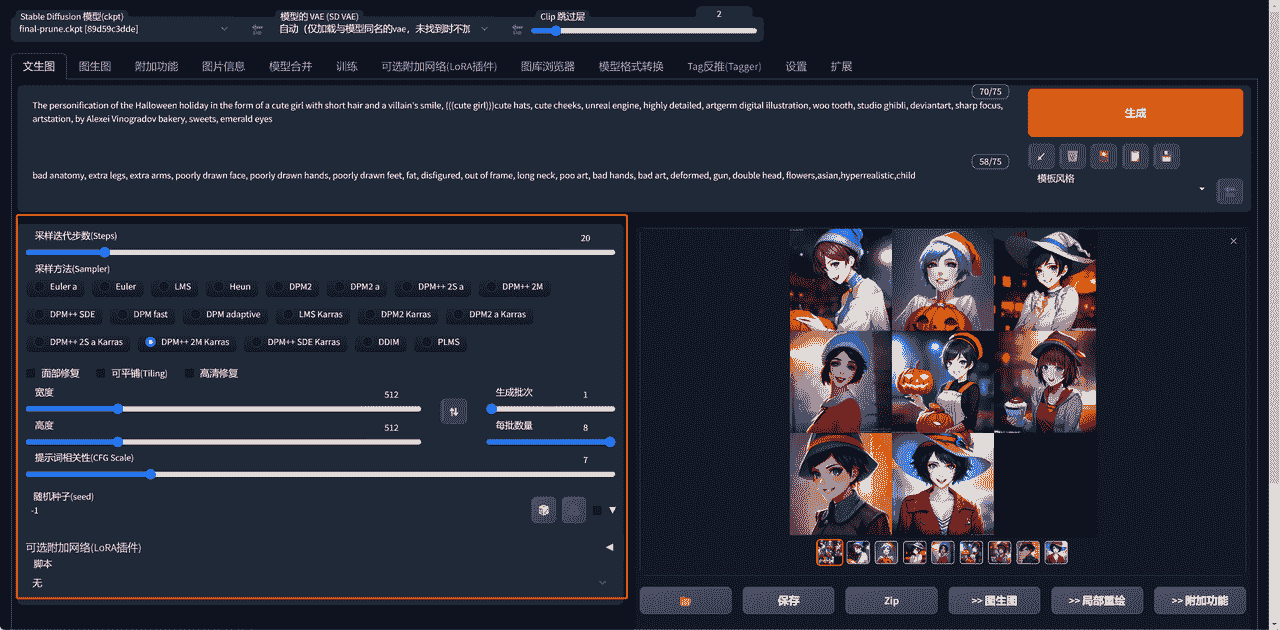 Stable Diffusion 模型(ckpt)
final-prune.ckpt [89d59c3dde]
模型的 VAE (SD VAE)
自动（仅加载与模型同名的vae，未找到时不加
Clip 跳过层
2
文生图 图生图 附加功能 图片信息 模型合并 训练 可选附加网络(LoRA插件) 图库浏览器 模型格式转换 Tag反推(Tagger) 设置 扩展
70/75
The personification of the Halloween holiday in the form of a cute girl with short hair and a villain's smile, (((cute girl)))cute hats, cute cheeks, unreal engine, highly detailed, artgerm digital illustration, woo tooth, studio ghibli, deviantart, sharp focus,
artstation, by Alexei Vinogradov bakery, sweets, emerald eyes
生成
58/75
bad anatomy, extra legs, extra arms, poorly drawn face, poorly drawn hands, poorly drawn feet, fat, disfigured, out of frame, long neck, poo art, bad hands, bad art, deformed, gun, double head, flowers,asian,hyperrealistic,child
模板风格
采样迭代步数(Steps)
20
采样方法(Sampler)
Euler a Euler LMS Heun DPM2 DPM2 a DPM++ 2S a DPM++ 2M
DPM++ SDE DPM fast DPM adaptive LMS Karras DPM2 Karras DPM2 a Karras
DPM++ 2S a Karras DPM++ 2M Karras DPM++ SDE Karras DDIM PLMS
面部修复 可平铺(Tiling) 高清修复
宽度
512
生成批次
1
高度
512
每批数量
8
提示词相关性(CFG Scale)
7
随机种子(seed)
-1
可选附加网络(LoRA插件)
脚本
无
保存 Zip >> 图生图 >> 局部重绘 >> 附加功能